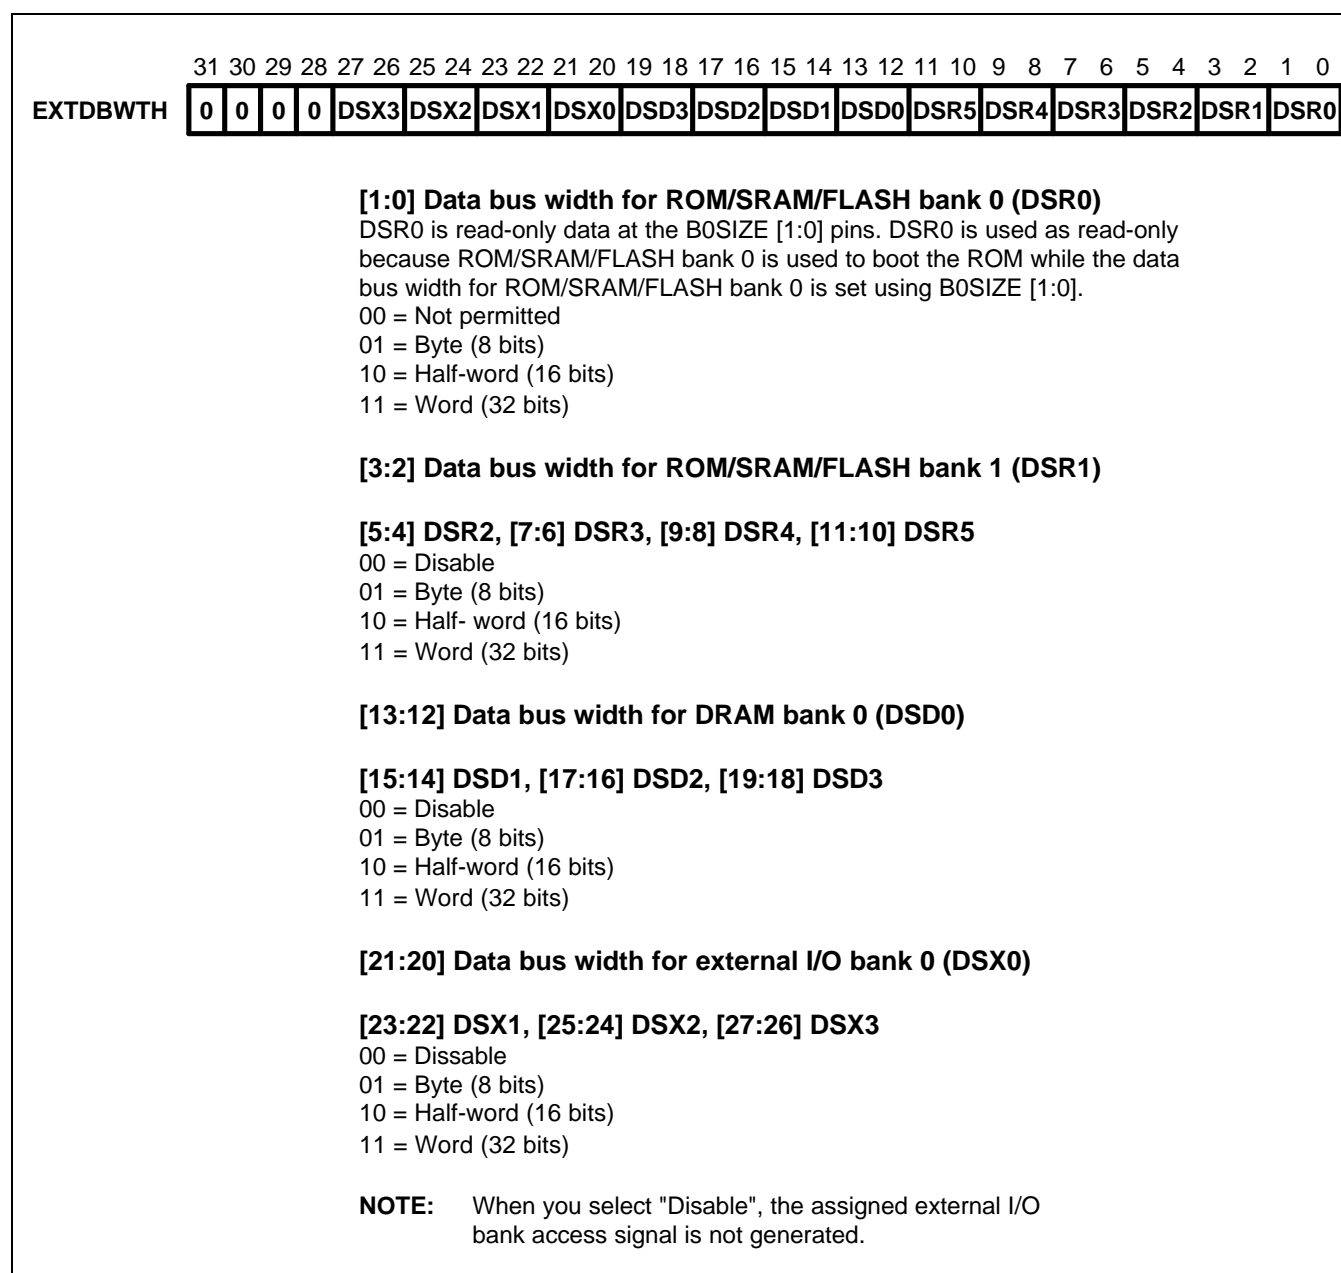 31 30 29 28 27 26 25 24 23 22 21 20 19 18 17 16 15 14 13 12 11 10 9 8 7 6 5 4 3 2 1 0
EXTDBWTH 0 0 0 0 DSX3 DSX2 DSX1 DSX0 DSD3 DSD2 DSD1 DSD0 DSR5 DSR4 DSR3 DSR2 DSR1 DSR0
[1:0] Data bus width for ROM/SRAM/FLASH bank 0 (DSR0)
DSR0 is read-only data at the B0SIZE [1:0] pins. DSR0 is used as read-only
because ROM/SRAM/FLASH bank 0 is used to boot the ROM while the data
bus width for ROM/SRAM/FLASH bank 0 is set using B0SIZE [1:0].
00 = Not permitted
01 = Byte (8 bits)
10 = Half-word (16 bits)
11 = Word (32 bits)
[3:2] Data bus width for ROM/SRAM/FLASH bank 1 (DSR1)
[5:4] DSR2, [7:6] DSR3, [9:8] DSR4, [11:10] DSR5
00 = Disable
01 = Byte (8 bits)
10 = Half- word (16 bits)
11 = Word (32 bits)
[13:12] Data bus width for DRAM bank 0 (DSD0)
[15:14] DSD1, [17:16] DSD2, [19:18] DSD3
00 = Disable
01 = Byte (8 bits)
10 = Half-word (16 bits)
11 = Word (32 bits)
[21:20] Data bus width for external I/O bank 0 (DSX0)
[23:22] DSX1, [25:24] DSX2, [27:26] DSX3
00 = Dissable
01 = Byte (8 bits)
10 = Half-word (16 bits)
11 = Word (32 bits)
NOTE: When you select "Disable", the assigned external I/O
bank access signal is not generated.